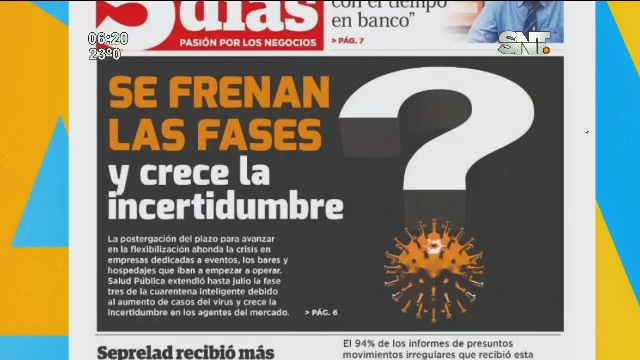 5días
PASIÓN POR LOS NEGOCIOS
con el tiempo
en banco”
> PÁG. 7
06:20
23°0
SNT
SE FRENAN
LAS FASES
y crece la
incertidumbre
La postergación del plazo para avanzar
en la flexibilización ahonda la crisis en
empresas dedicadas a eventos, los bares y
hospedajes que iban a empezar a operar.
Salud Pública extendió hasta julio la fase
tres de la cuarentena inteligente debido
al aumento de casos del virus y crece la
incertidumbre en los agentes del mercado. > PÁG. 6
Seprelad recibió más
El 94% de los informes de presuntos
movimientos irregulares que recibió esta